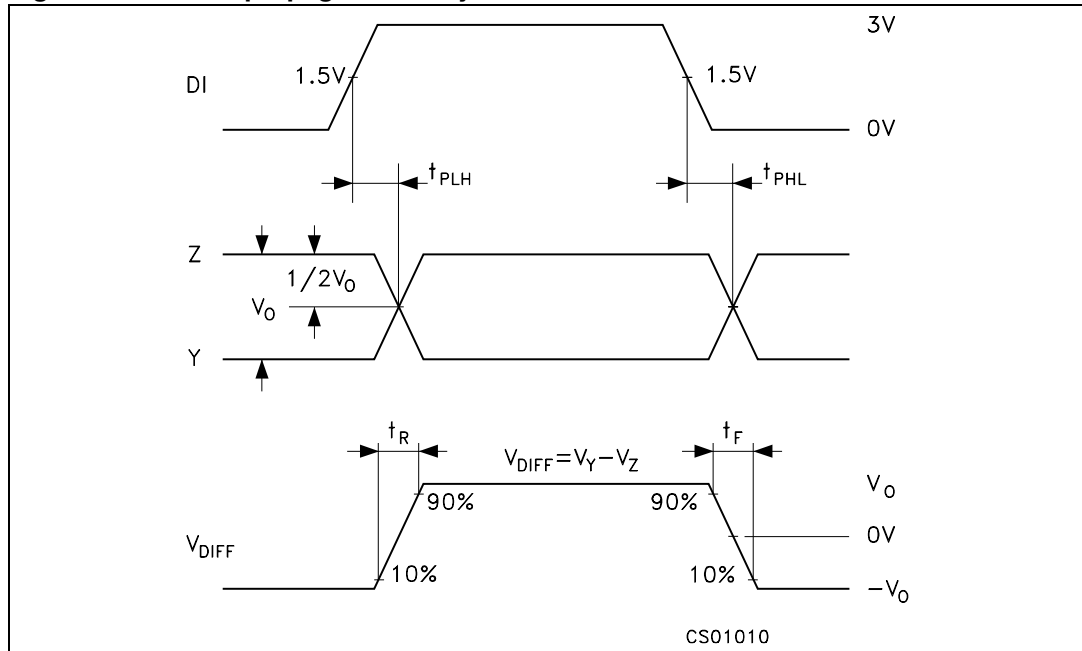 3V
1.5V
1.5V
DI
0V
tPLH
tPHL
Z
1/2VO
VO
Y
tR
tF
VDIFF=VY−VZ
VO
90%
90%
0V
VDIFF
10%
10%
−VO
CS01010